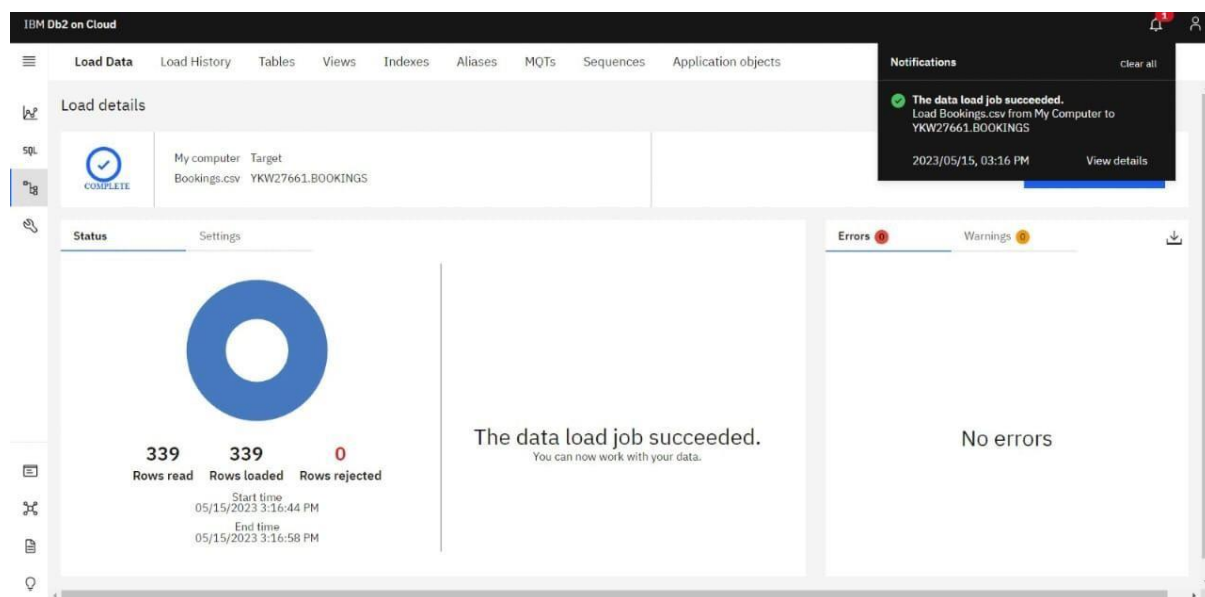 IBM Db2 on Cloud
1
Load Data Load History Tables Views Indexes Aliases MQTs Sequences Application objects
Notifications Clear all
The data load job succeeded.
Load Bookings.csv from My Computer to
YKW27661.BOOKINGS
2023/05/15, 03:16 PM View details
Load details
SQL
COMPLETE
My computer Target
Bookings.csv YKW27661.BOOKINGS
Status Settings
Errors 0 Warnings 0
339 339 0
Rows read Rows loaded Rows rejected
Start time
05/15/2023 3:16:44 PM
End time
05/15/2023 3:16:58 PM
The data load job succeeded.
You can now work with your data.
No errors